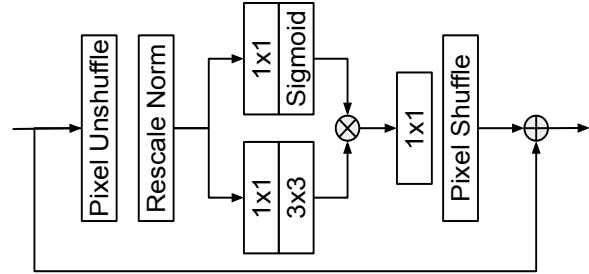 Pixel Unshuffle
Rescale Norm
1x1
Sigmoid
1x1
3x3
1x1
Pixel Shuffle